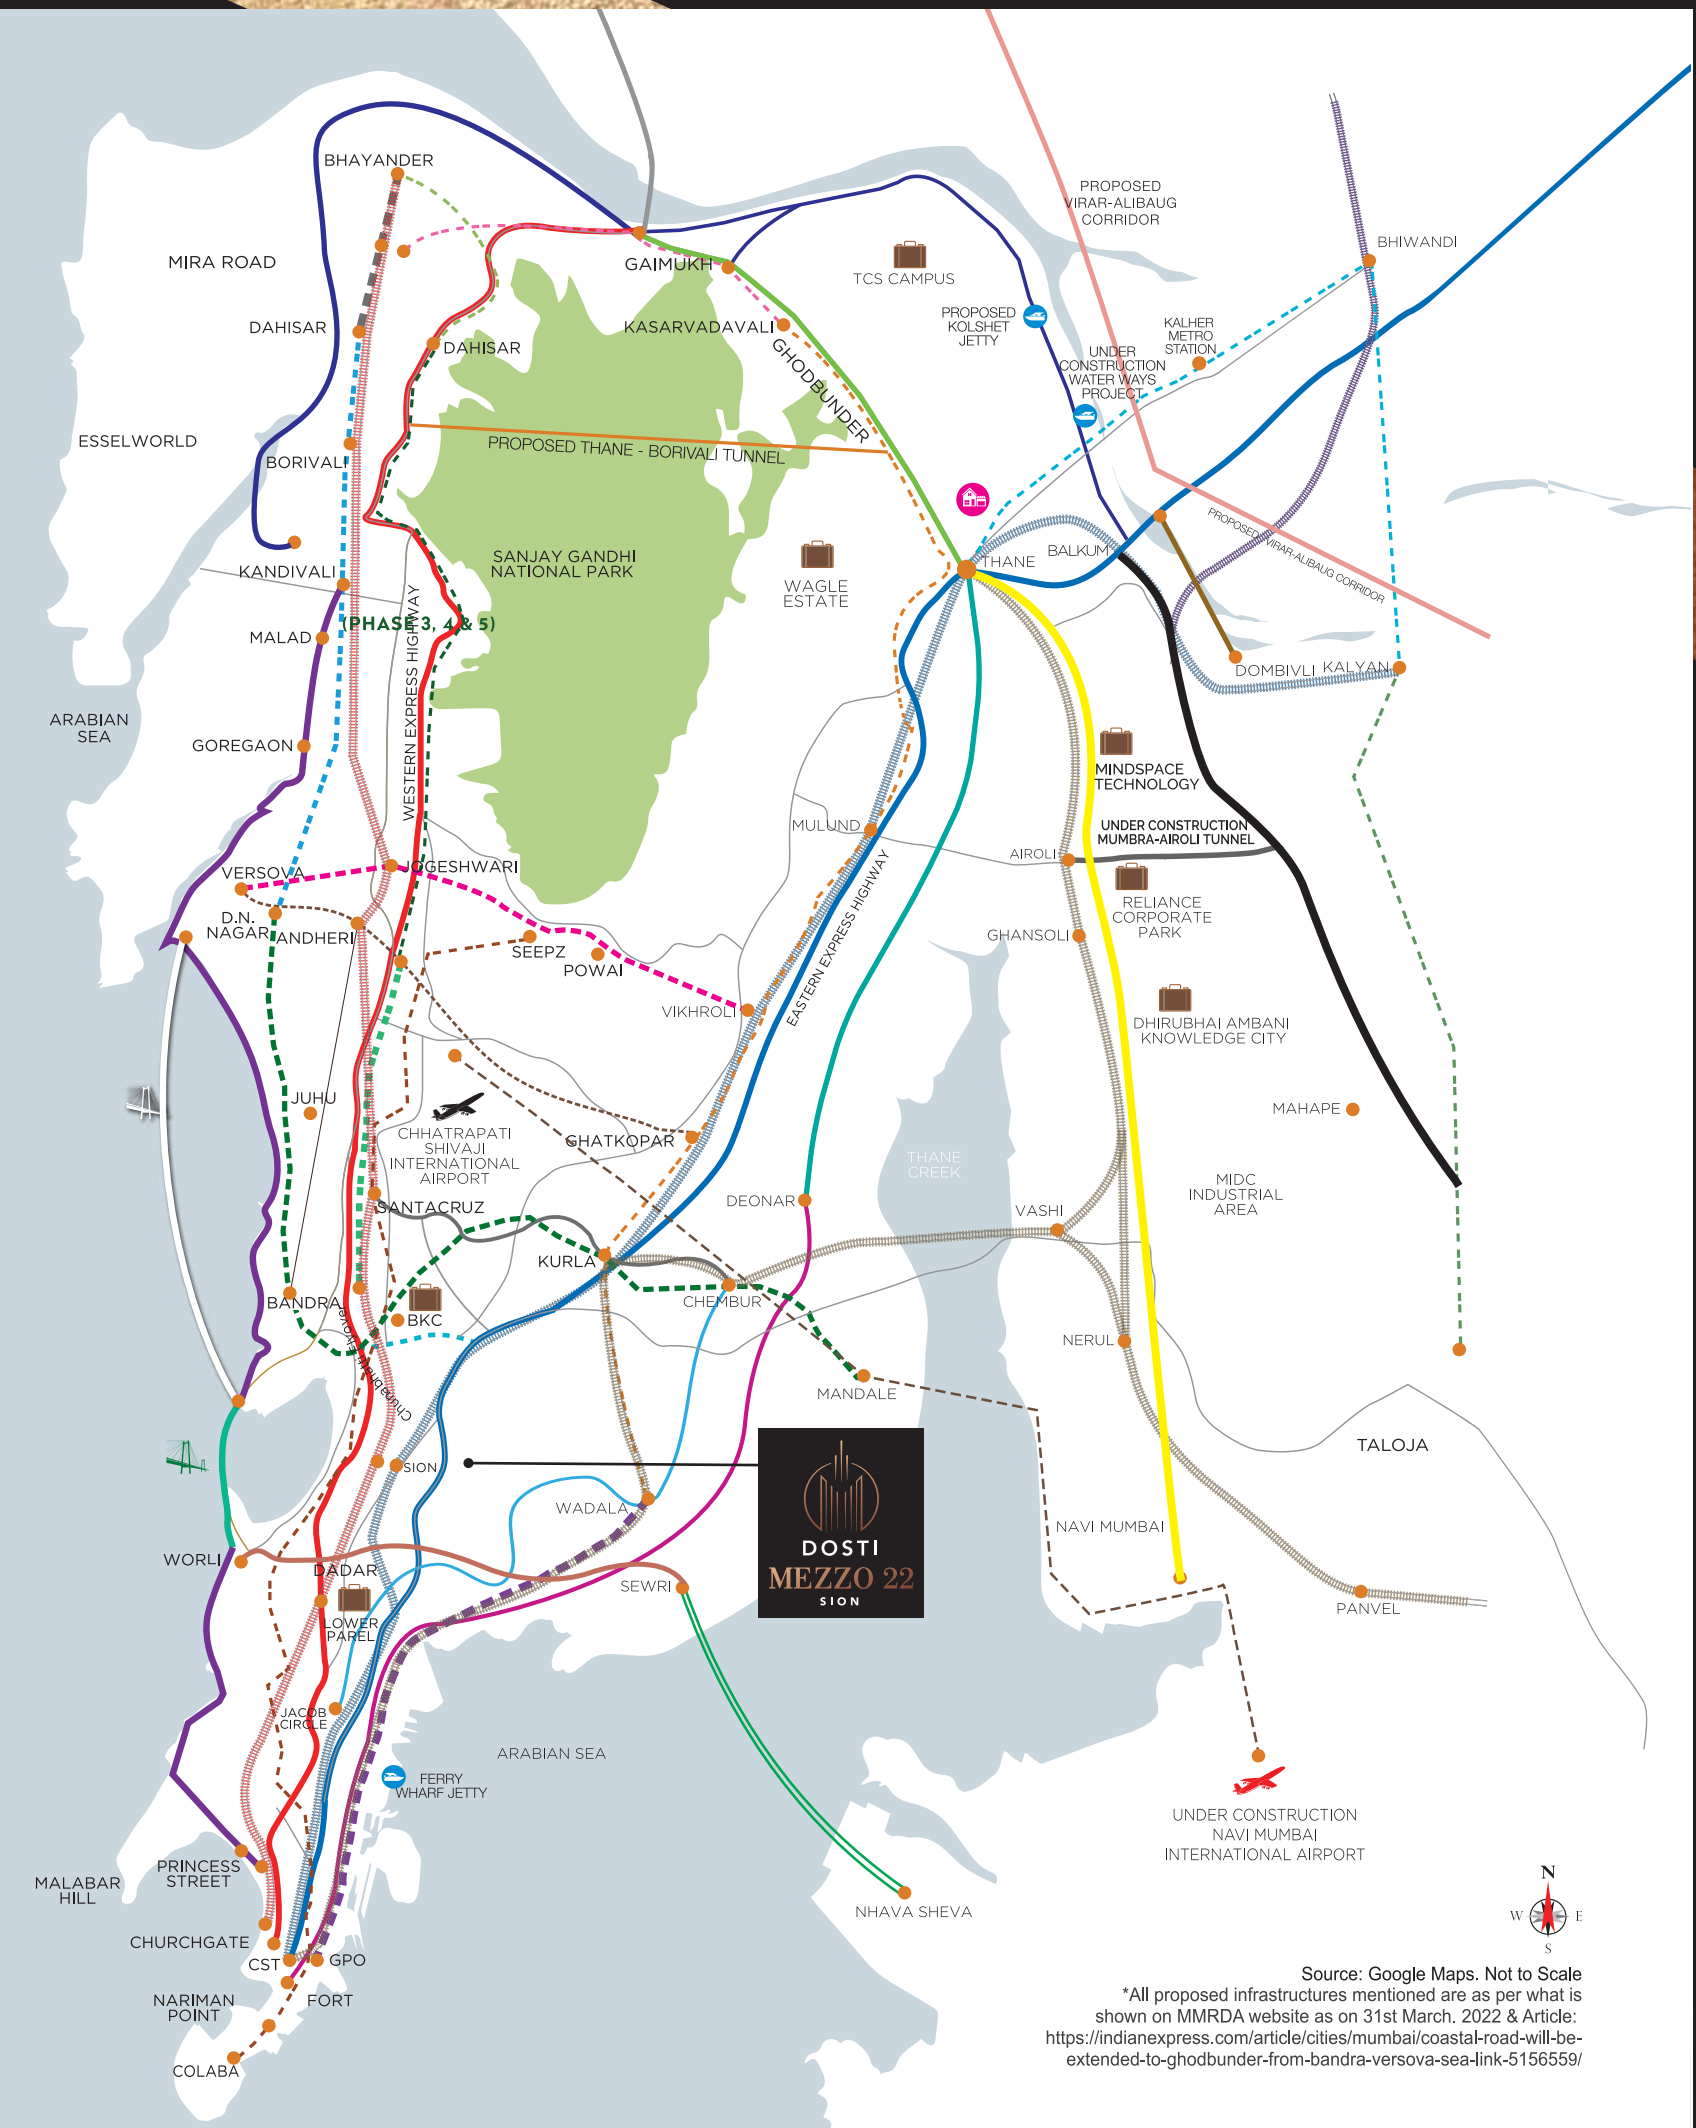 BHAYANDER
PROPOSED
VIRAR-ALIBAUG
CORRIDOR
BHIWANDI
MIRA ROAD
GAIMUKH
TCS CAMPUS
DAHISAR
DAHISAR
KASARVADAVALI
GHODBUNDER
PROPOSED
KOLSHET
JETTY
KALHER
METRO
STATION
UNDER
CONSTRUCTION
WATER WAYS
PROJECT
ESSELWORLD
BORIVALI
PROPOSED THANE - BORIVALI TUNNEL
PROPOSED VIRAR-ALIBAUG CORRIDOR
SANJAY GANDHI
NATIONAL PARK
KANDIVALI
WAGLE
ESTATE
THANE
BALKUM
(PHASE 3, 4 & 5)
MALAD
WESTERN EXPRESS HIGHWAY
DOMBIVLI
KALYAN
ARABIAN
SEA
GOREGAON
MINDSPACE
TECHNOLOGY
MULUND
UNDER CONSTRUCTION
MUMBRA-AIROLI TUNNEL
AIROLI
VERSOVA
JOGESHWARI
EASTERN EXPRESS HIGHWAY
RELIANCE
CORPORATE
PARK
D.N.
NAGAR
ANDHERI
SEEPZ
POWAI
GHANSOLI
VIKHROLI
DHIRUBHAI AMBANI
KNOWLEDGE CITY
JUHU
MAHAPE
CHHATRAPATI
SHIVAJI
INTERNATIONAL
AIRPORT
GHATKOPAR
THANE
CREEK
MIDC
INDUSTRIAL
AREA
SANTACRUZ
DEONAR
VASHI
KURLA
BANDRA
BKC
CHEMBUR
Chunabhatti Flyover
NERUL
MANDALE
TALOJA
SION
WADALA
DOSTI
MEZZO 22
SION
NAVI MUMBAI
WORLI
DADAR
SEWRI
LOWER
PAREL
PANVEL
JACOB
CIRCLE
ARABIAN SEA
FERRY
WHARF JETTY
UNDER CONSTRUCTION
NAVI MUMBAI
INTERNATIONAL AIRPORT
PRINCESS
STREET
MALABAR
HILL
NHAVA SHEVA
N
W
E
S
CHURCHGATE
CST
GPO
NARIMAN
POINT
FORT
COLABA
Source: Google Maps. Not to Scale
*All proposed infrastructures mentioned are as per what is
shown on MMRDA website as on 31st March. 2022 & Article:
https://indianexpress.com/article/cities/mumbai/coastal-road-will-be-
extended-to-ghodbunder-from-bandra-versova-sea-link-5156559/